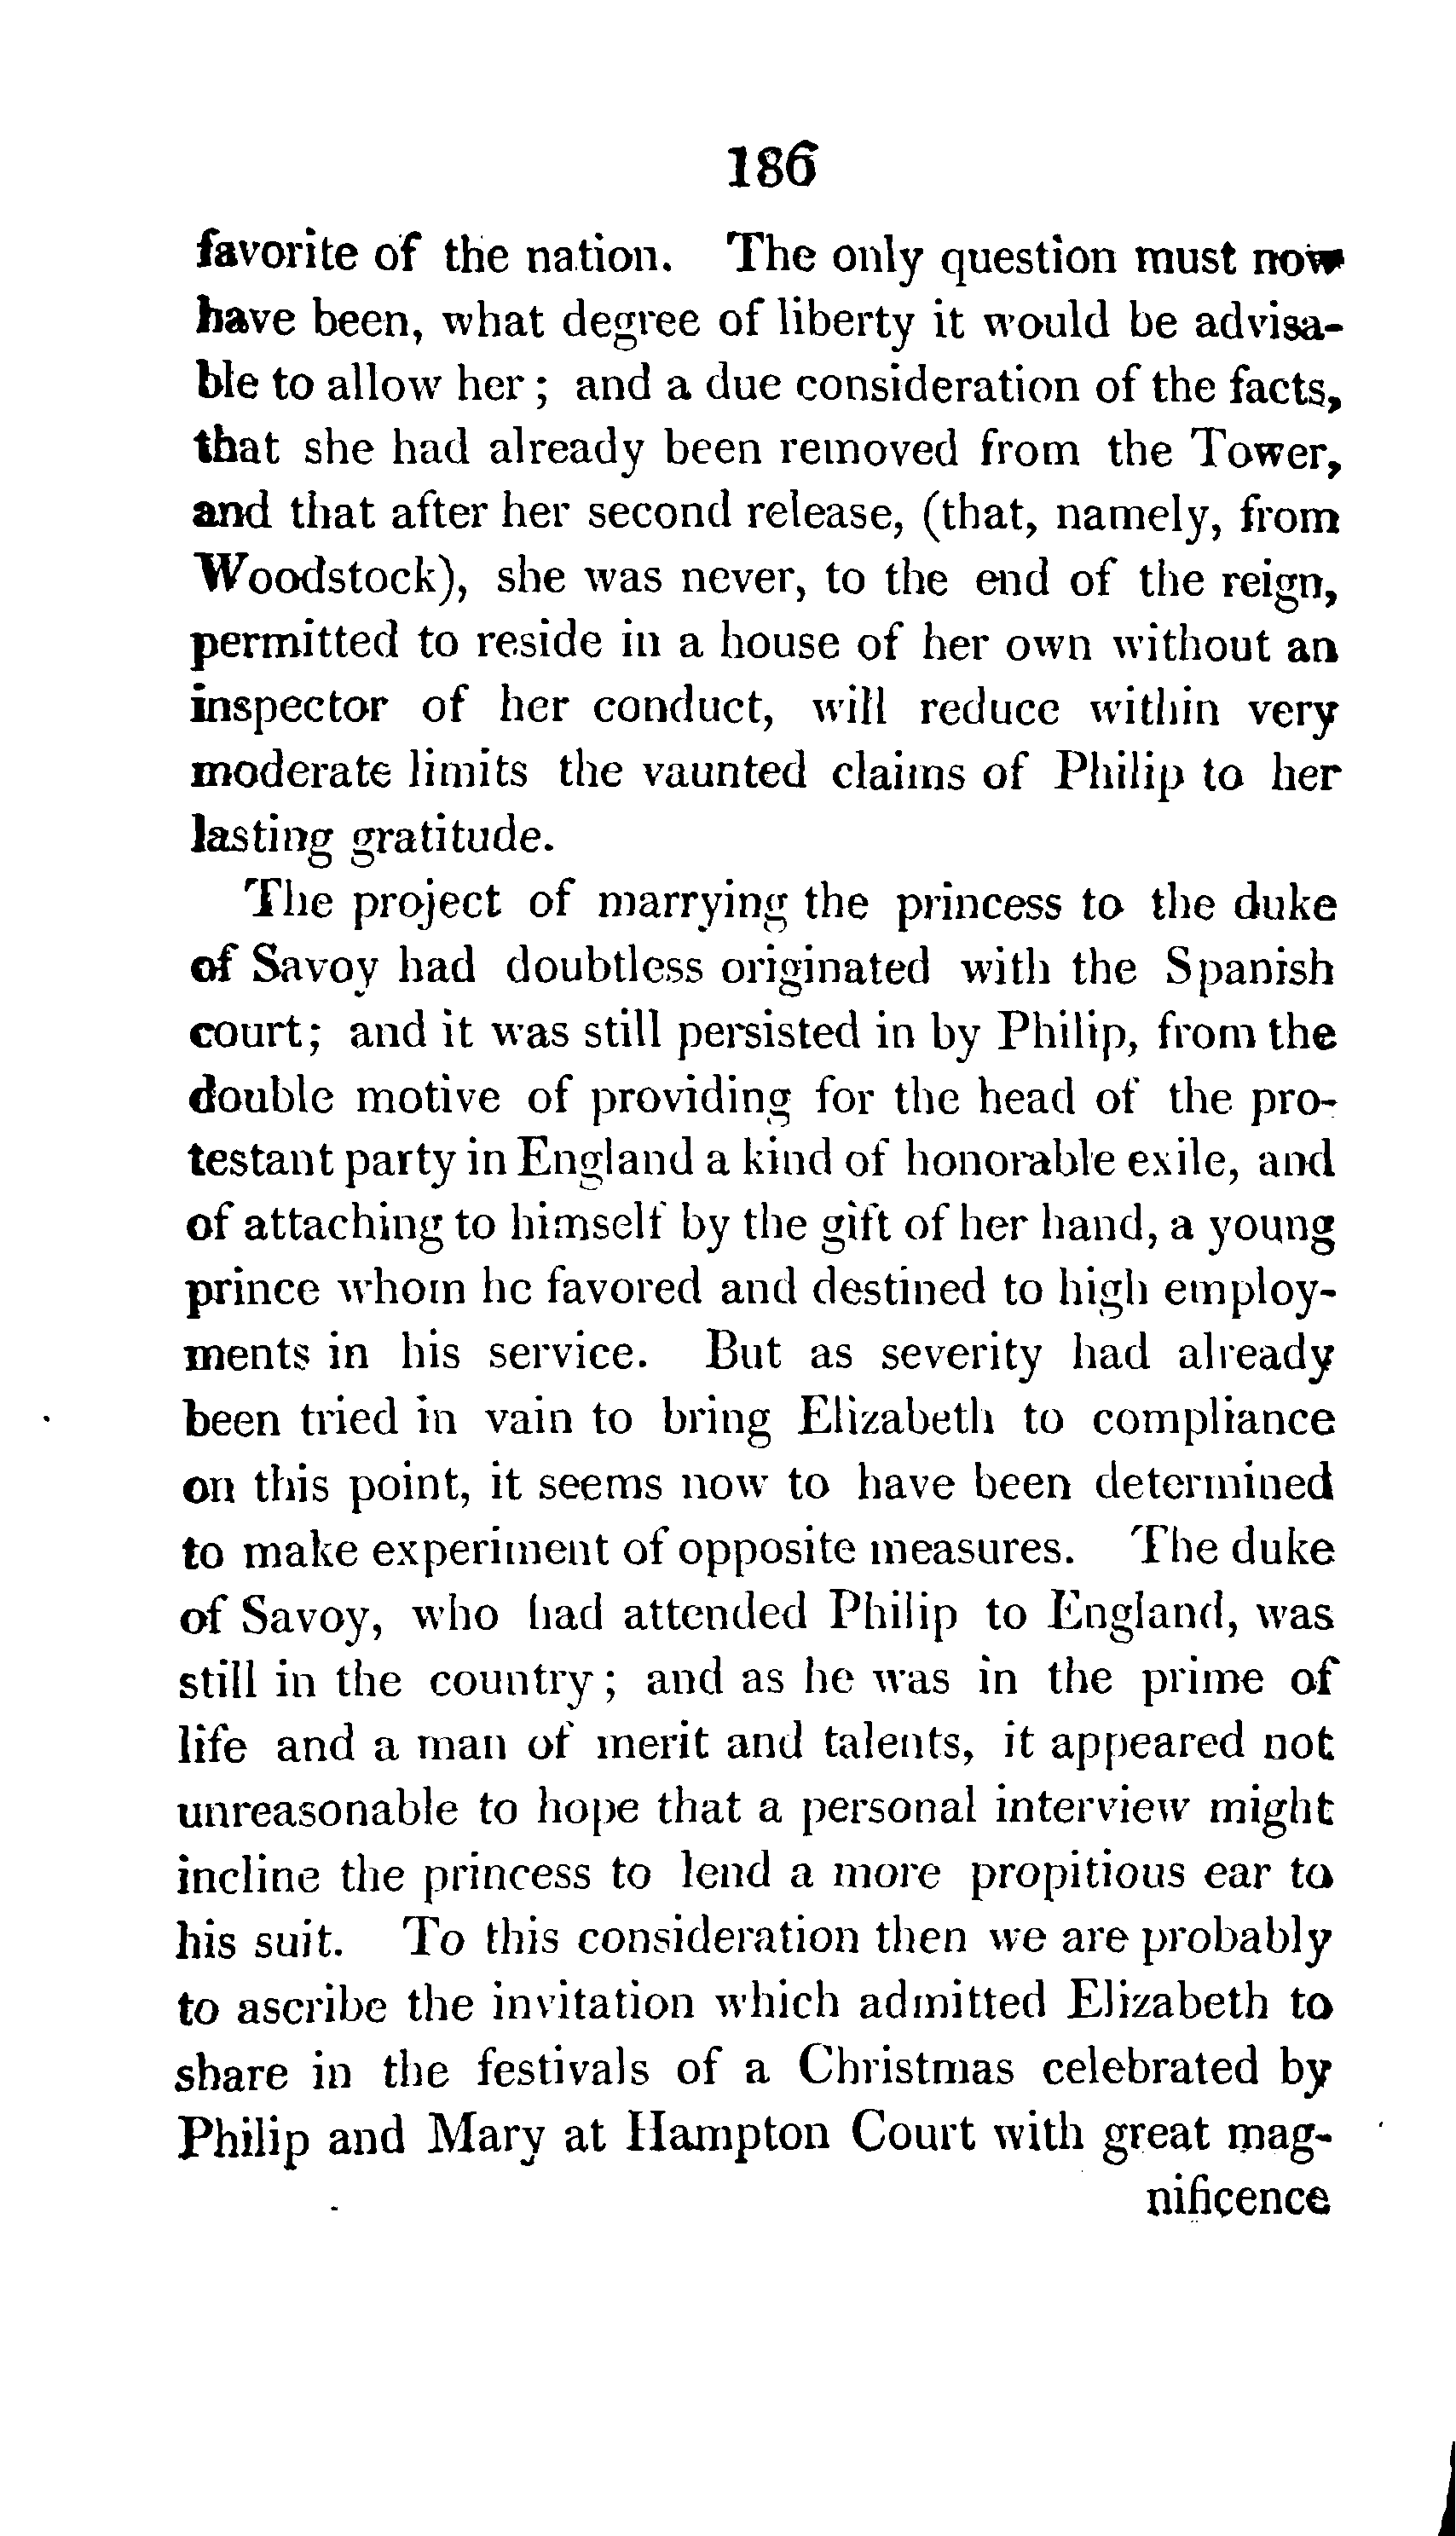 186
favorite of the nation. The only question must now
have been, what degree of liberty it would be advisa-
ble to allow her ; and a due consideration of the facts,
that she had already been removed from the Tower,
and that after her second release, (that, namely, from
Woodstock), she was never, to the end of the reign,
permitted to reside in a house of her own without an
inspector of her conduct, will reduce within very
moderate limits the vaunted claims of Philip to her
lasting gratitude.
The project of marrying the princess to the duke
of Savoy had doubtless originated with the Spanish
court; and it was still persisted in by Philip, from the
double motive of providing for the head of the pro-
testant party in England a kind of honorable exile, and
of attaching to himself by the gift of her hand, a young
prince whom he favored and destined to high employ-
ments in his service. But as severity had already
been tried in vain to bring Elizabeth to compliance
on this point, it seems now to have been determined
to make experiment of opposite measures. The duke
of Savoy, who had attended Philip to England, was
still in the country ; and as he was in the prime of
life and a man of merit and talents, it appeared not
unreasonable to hope that a personal interview might
incline the princess to lend a more propitious ear to
his suit. To this consideration then we are probably
to ascribe the invitation which admitted Elizabeth to
share in the festivals of a Christmas celebrated by
Philip and Mary at Hampton Court with great mag-
nificence